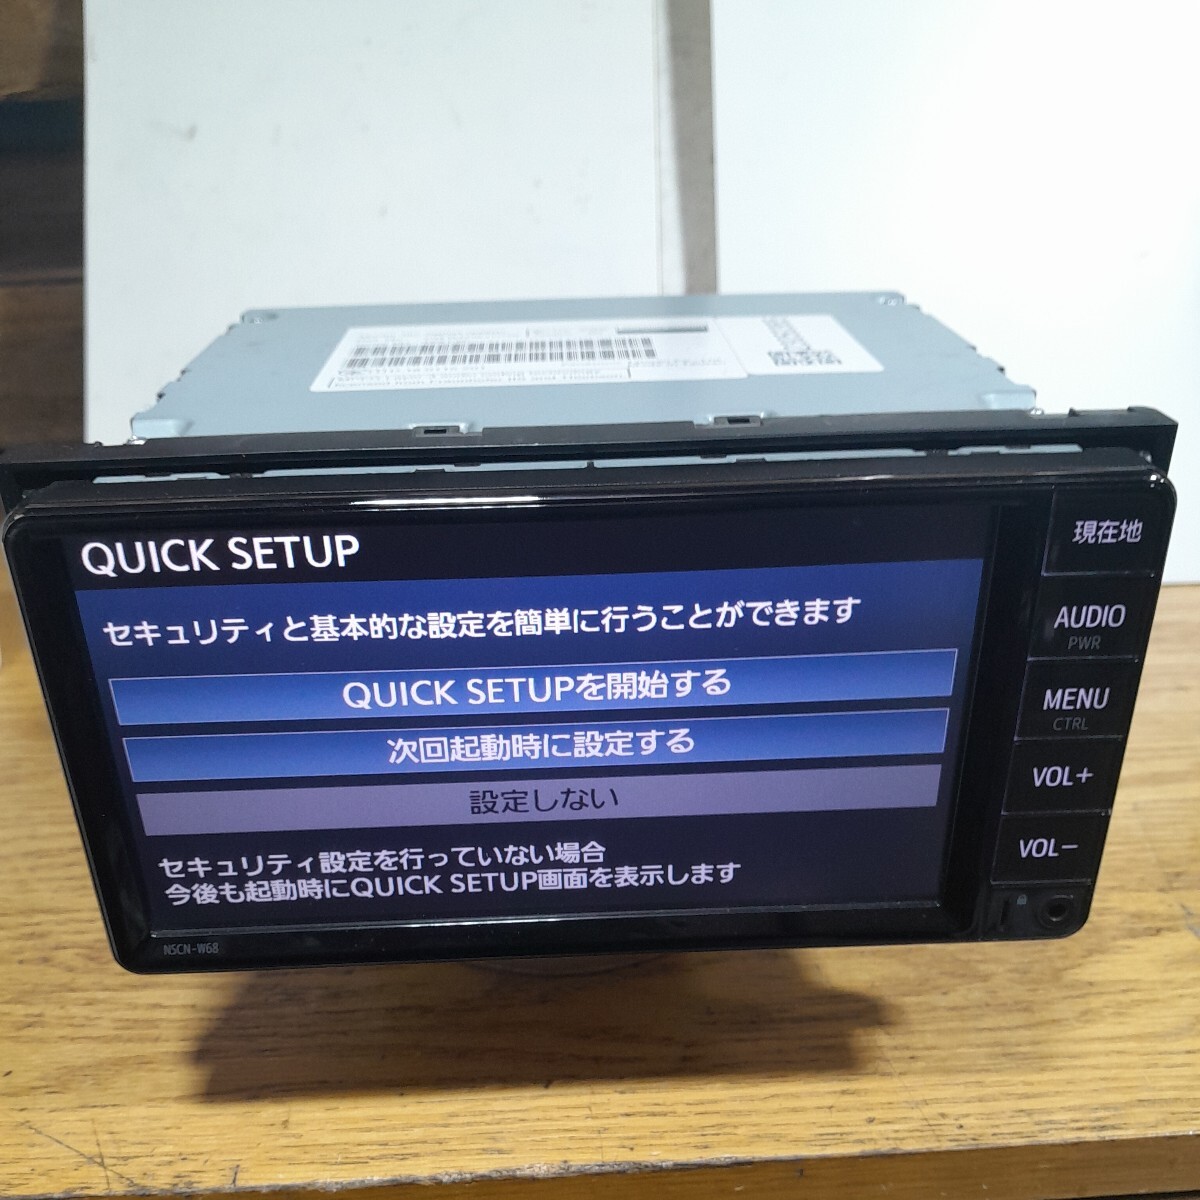 QUICK SETUP
セキュリティと基本的な設定を簡単に行うことができます
QUICK SETUPを開始する
次回起動時に設定する
設定しない
セキュリティ設定を行っていない場合
今後も起動時にQUICK SETUP画面を表示します
NSCN-W68
現在地
AUDIO
PWR
MENU
CTRL
VOL+
VOL−